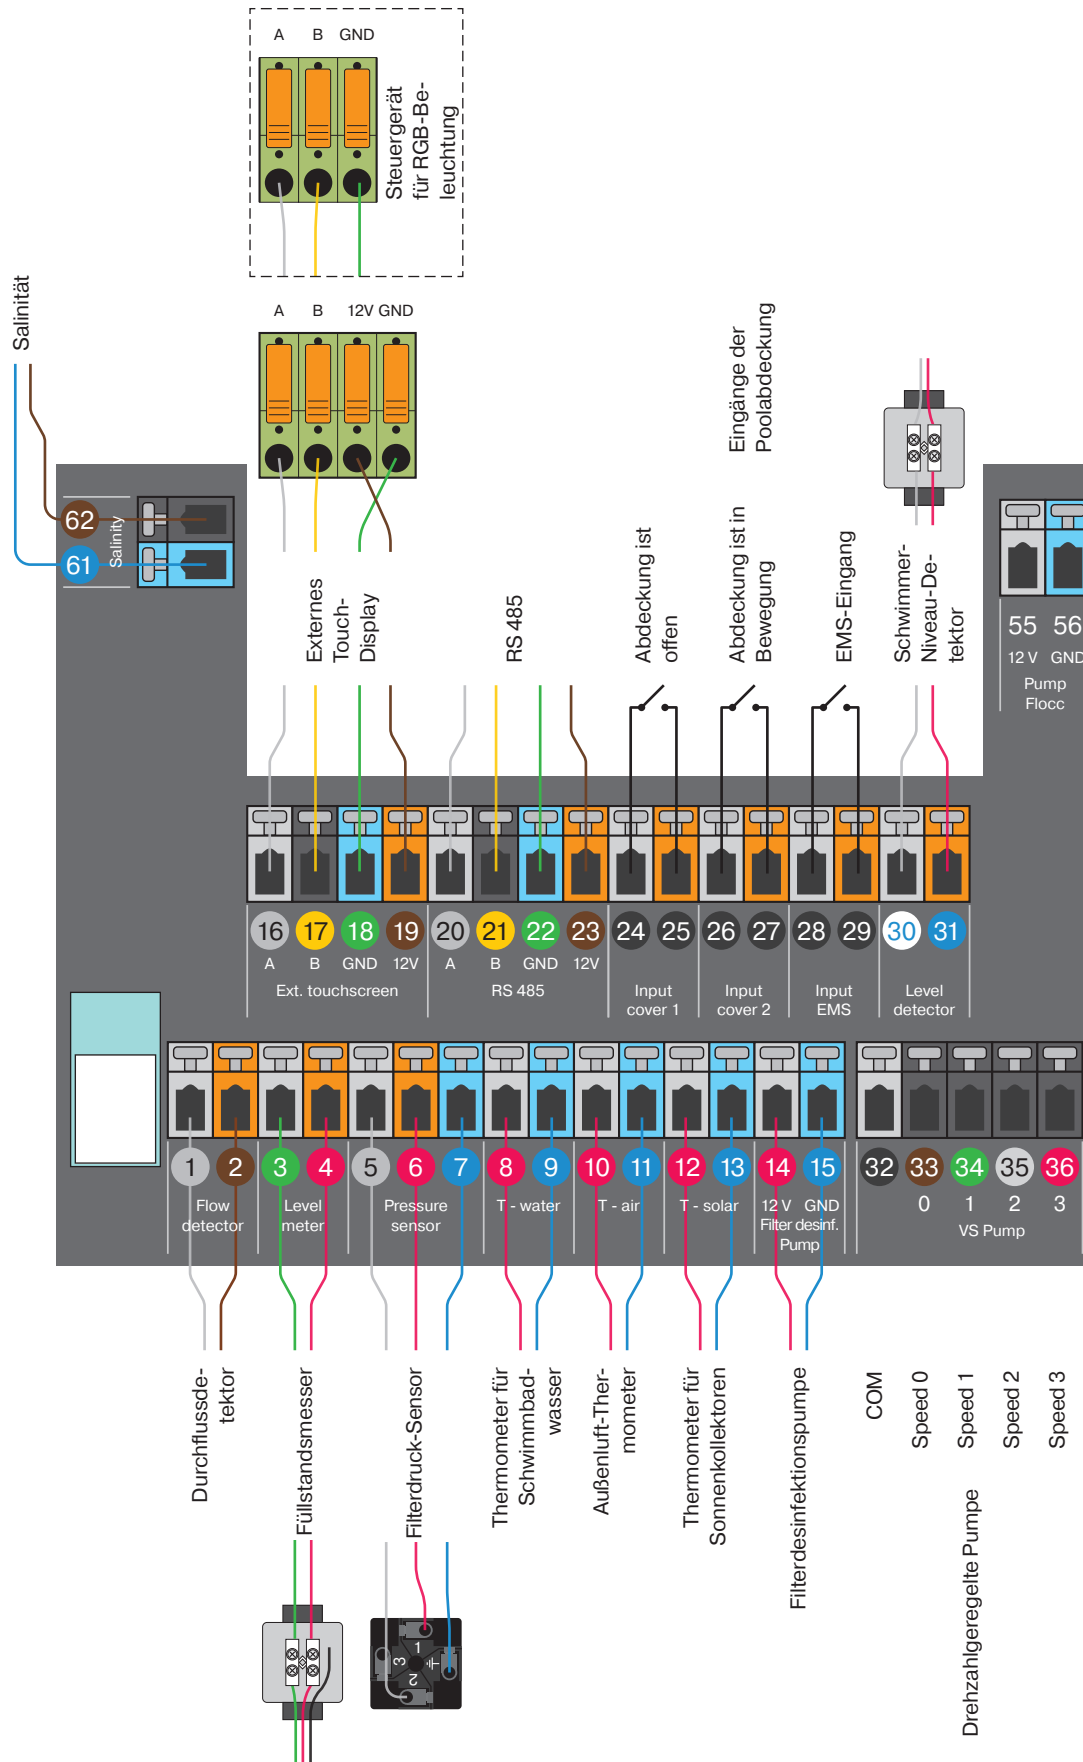 A B GND
Steuergerät
für RGB-Be-
leuchtung
Salinität
A B 12V GND
Eingänge der
Poolabdeckung
62
61
Salinity
Externes
Touch-
Display
RS 485
Abdeckung ist
offen
Abdeckung ist in
Bewegung
EMS-Eingang
Schwimmer-
Niveau-De-
tektor
55 56
12 V GND
Pump
Flocc
16 17 18 19 20 21 22 23 24 25 26 27 28 29 30 31
A B GND 12V A B GND 12V
Ext. touchscreen
RS 485
Input
cover 1
Input
cover 2
Input
EMS
Level
detector
1 2 3 4 5 6 7 8 9 10 11 12 13 14 15 32 33 34 35 36
Flow
detector
Level
meter
Pressure
sensor
T - water
T - air
T - solar
12 V GND
Filter desinf.
Pump
0 1 2 3
VS Pump
Durchflussde-
tektor
Füllstandsmesser
Filterdruck-Sensor
Thermometer für
Schwimmbad-
wasser
Außenluft-Ther-
mometer
Thermometer für
Sonnenkollektoren
Filterdesinfektionspumpe
COM
Speed 0
Speed 1
Speed 2
Speed 3
Drehzahlgeregelte Pumpe
1
3
2